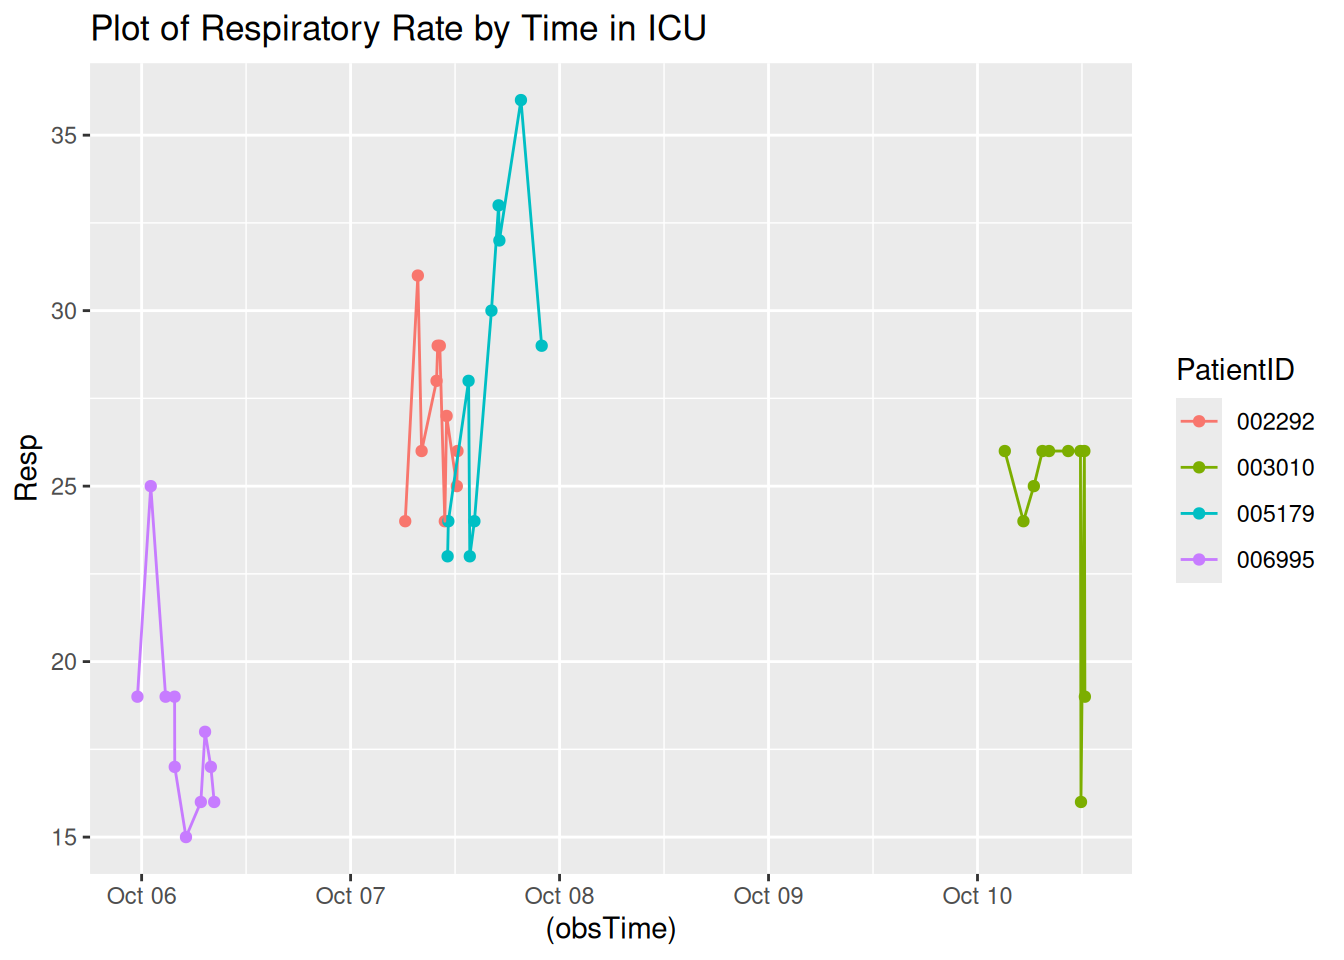 Plot of Respiratory Rate by Time in ICU
Resp
35
30
25
20
15
Oct 06 Oct 07 Oct 08 Oct 09 Oct 10
(obsTime)
PatientID
002292
003010
005179
006995